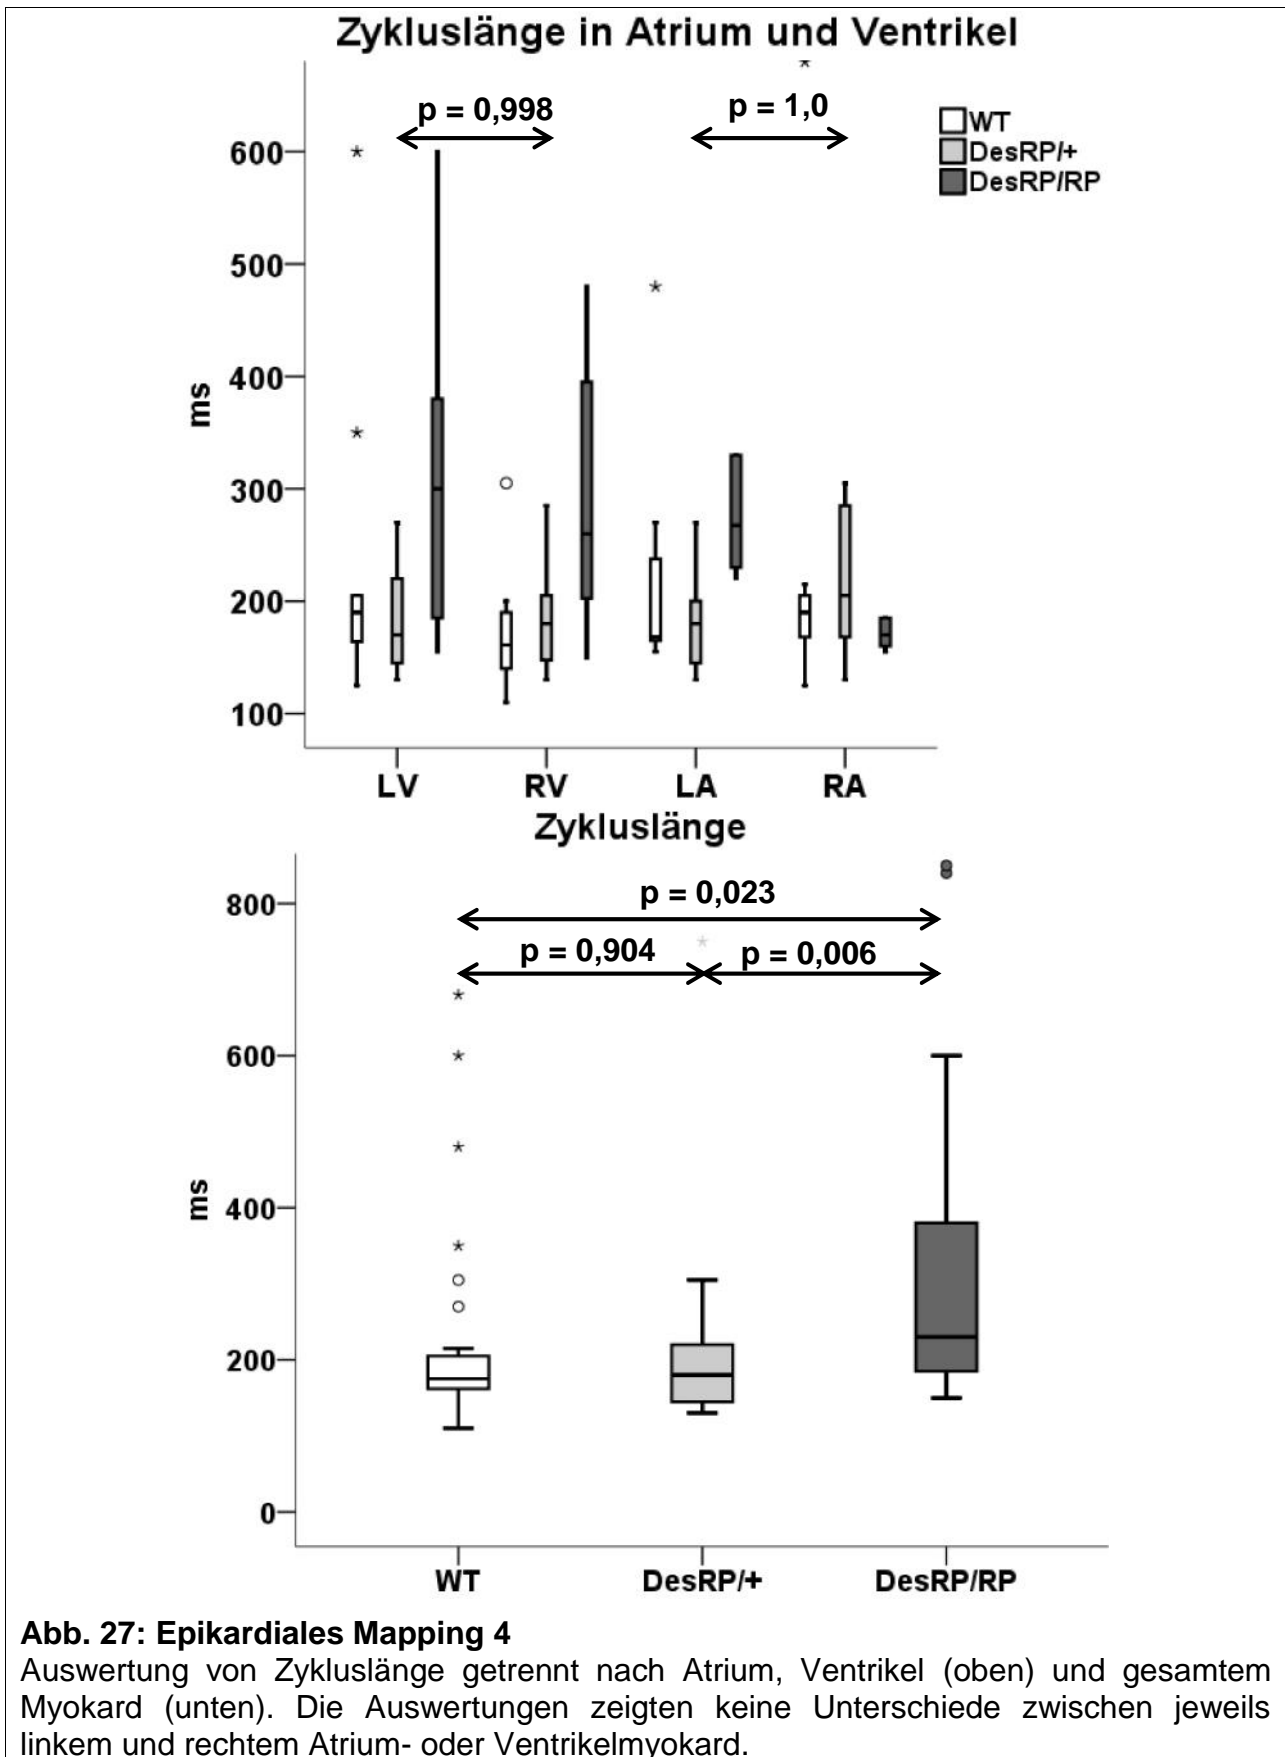 Zykluslänge in Atrium und Ventrikel
p = 0,998
p = 1,0
WT
DesRP/+
DesRP/RP
600
500
400
300
200
100
ms
LV RV LA RA
Zykluslänge
p = 0,023
p = 0,904
p = 0,006
800
600
400
200
0
ms
WT DesRP/+ DesRP/RP
Abb. 27: Epikardiales Mapping 4
Auswertung von Zykluslänge getrennt nach Atrium, Ventrikel (oben) und gesamtem
Myokard (unten). Die Auswertungen zeigten keine Unterschiede zwischen jeweils
linkem und rechtem Atrium- oder Ventrikelmyokard.